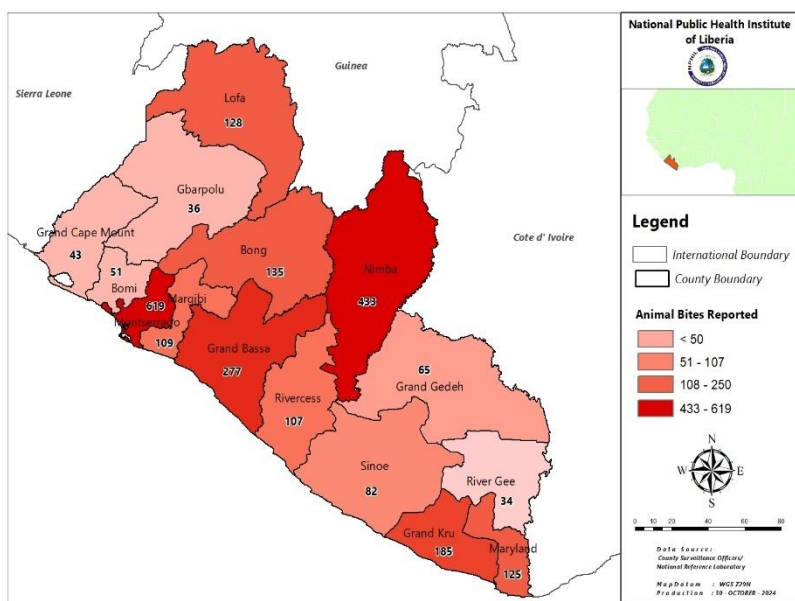 National Public Health Institute
of Liberia
Guinea
Sierra Leone
Lofa
128
Gbarpolu
36
Grand Cape Mount
43
Cote d' Ivoire
Bong
135
Nimba
433
51
Bomi
619
Margibi
Montserrado
109
Grand Bassa
277
65
Grand Gedeh
Rivercess
107
Sinoe
82
River Gee
34
Grand Kru
185
Maryland
125
Legend
International Boundary
County Boundary
Animal Bites Reported
< 50
51 - 107
108 - 250
433 - 619
N
W E
S
0 5 10 20 40 60 80
Data Source:
County Surveillance Officers/
National Reference Laboratory
Map Datum : WGS Z29N
Production : 30 - OCTOBER - 2024